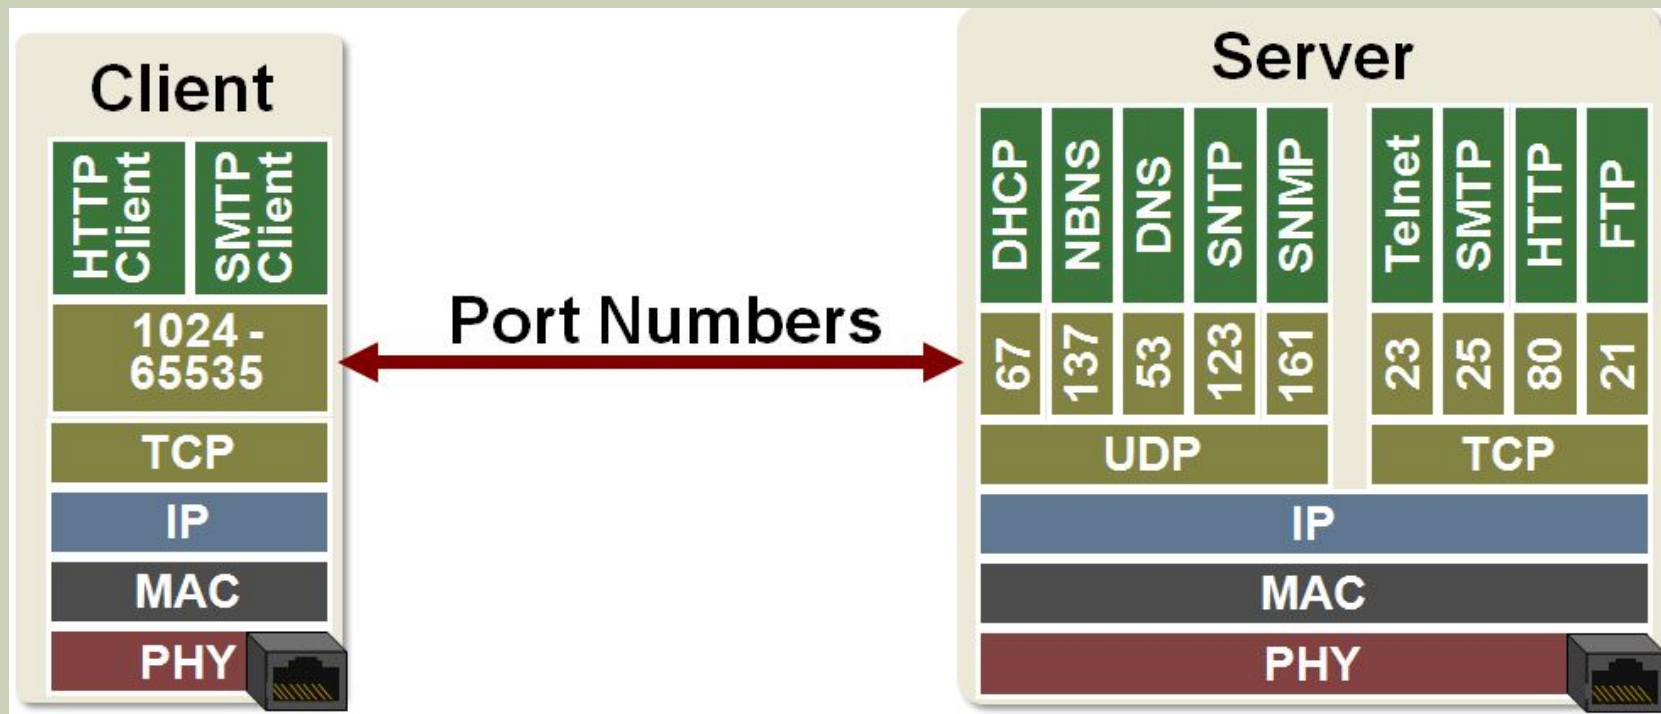 Client
HTTP
Client
SMTP
Client
1024 -
65535
TCP
IP
MAC
PHY
Port Numbers
Server
DHCP
NBNS
DNS
SNTP
SNMP
Telnet
SMTP
HTTP
FTP
67
137
53
123
161
23
25
80
21
UDP
TCP
IP
MAC
PHY